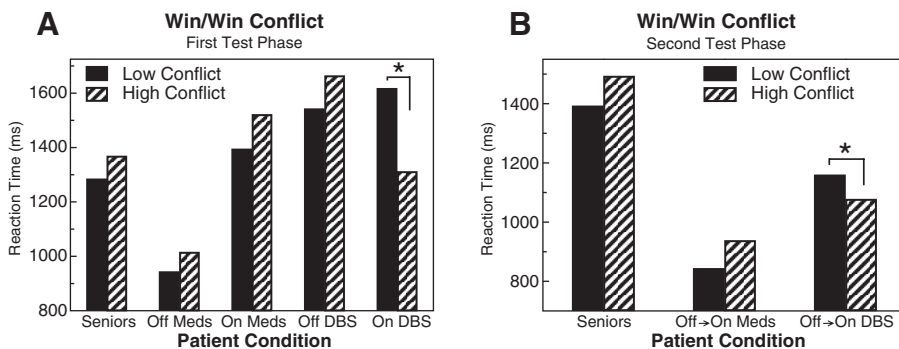 A
Win/Win Conflict
First Test Phase
Low Conflict
High Conflict
*
Reaction Time (ms)
1600
1400
1200
1000
800
Seniors Off Meds On Meds Off DBS On DBS
Patient Condition
B
Win/Win Conflict
Second Test Phase
Low Conflict
High Conflict
*
Reaction Time (ms)
1400
1200
1000
800
Seniors Off→On Meds Off→On DBS
Patient Condition